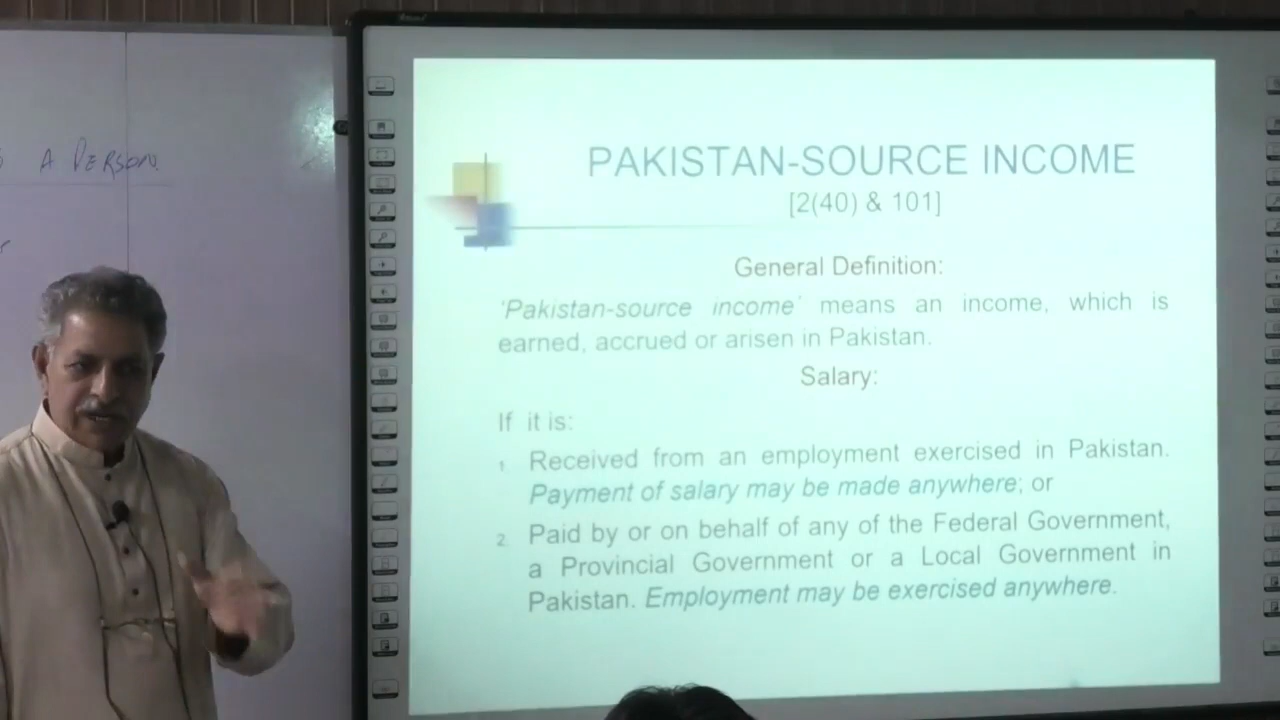 A PERSON
PAKISTAN-SOURCE INCOME
[2(40) & 101]
General Definition:
‘Pakistan-source income’ means an income, which is
earned, accrued or arisen in Pakistan.
Salary:
If it is:
1. Received from an employment exercised in Pakistan.
Payment of salary may be made anywhere; or
2. Paid by or on behalf of any of the Federal Government,
a Provincial Government or a Local Government in
Pakistan. Employment may be exercised anywhere.